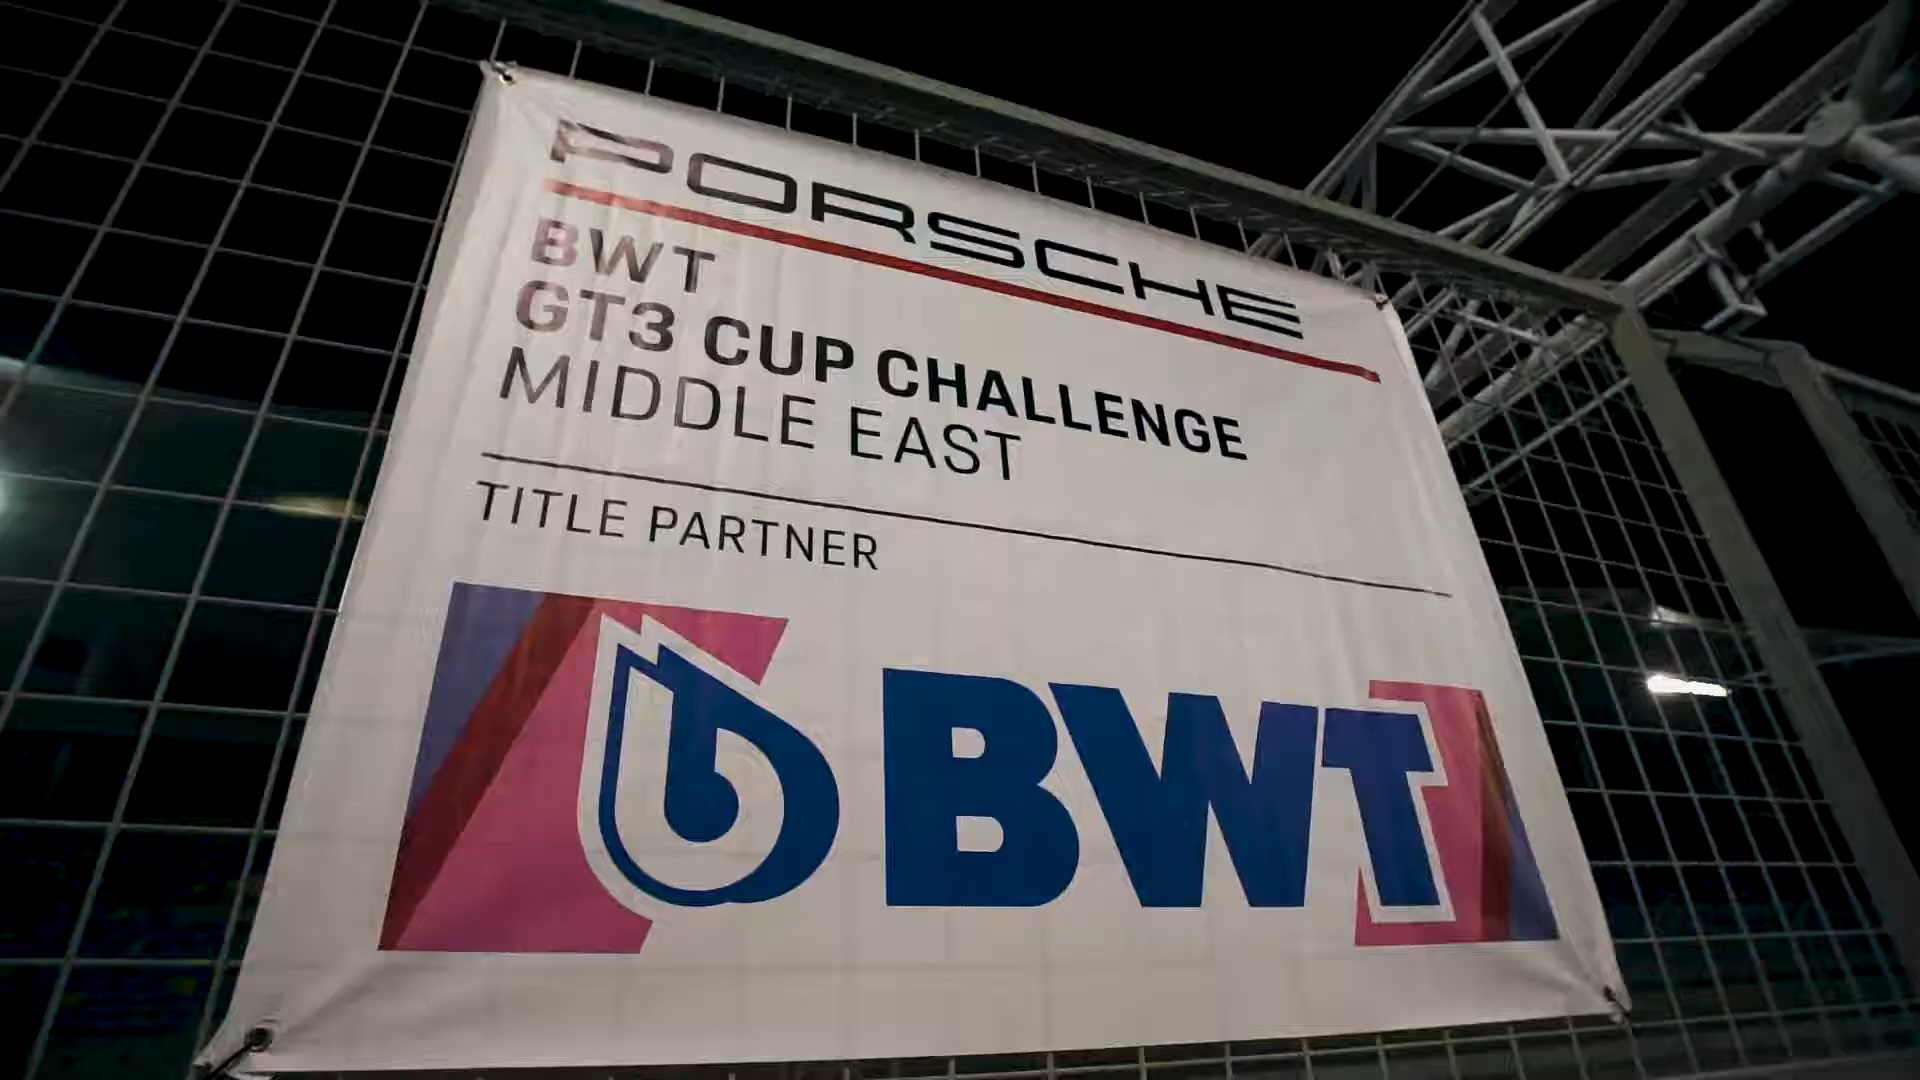 PORSCHE
BWT
GT3 CUP CHALLENGE
MIDDLE EAST
TITLE PARTNER
BWT